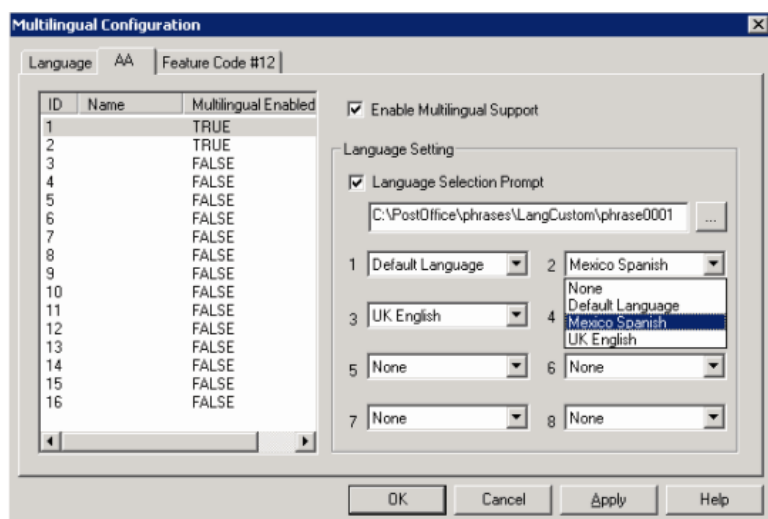 Multilingual Configuration
Language AA Feature Code #12
ID Name Multilingual Enabled
1 TRUE
2 TRUE
3 FALSE
4 FALSE
5 FALSE
6 FALSE
7 FALSE
8 FALSE
9 FALSE
10 FALSE
11 FALSE
12 FALSE
13 FALSE
14 FALSE
15 FALSE
16 FALSE
Enable Multilingual Support
Language Setting
Language Selection Prompt
C:\PostOffice\phrases\LangCustom\phrase0001 ...
1 Default Language 2 Mexico Spanish
None
Default Language
Mexico Spanish
UK English
3 UK English 4
5 None 6 None
7 None 8 None
OK Cancel Apply Help